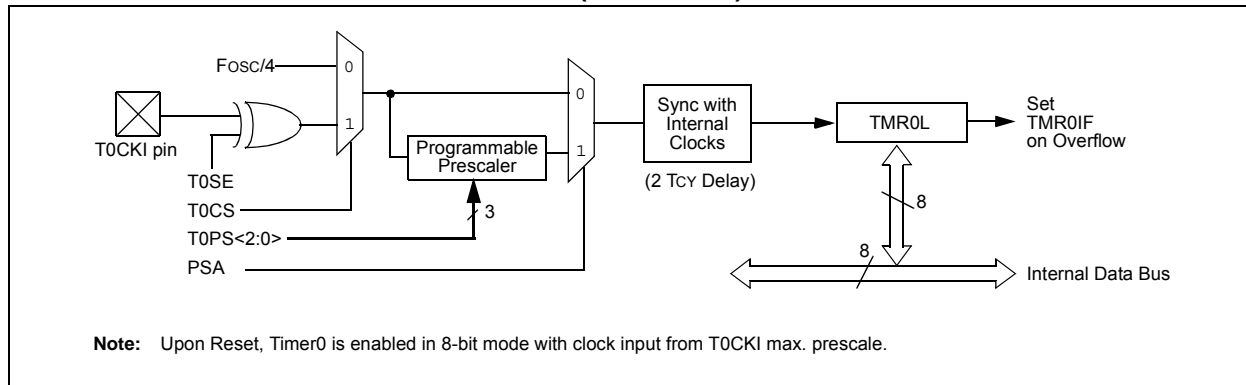 FOSC/4
0
1
T0CKI pin
T0SE
T0CS
T0PS<2:0>
PSA
Programmable
Prescaler
3
0
1
Sync with
Internal
Clocks
(2 TCY Delay)
TMR0L
Set
TMR0IF
on Overflow
8
8
Internal Data Bus
Note: Upon Reset, Timer0 is enabled in 8-bit mode with clock input from T0CKI max. prescale.